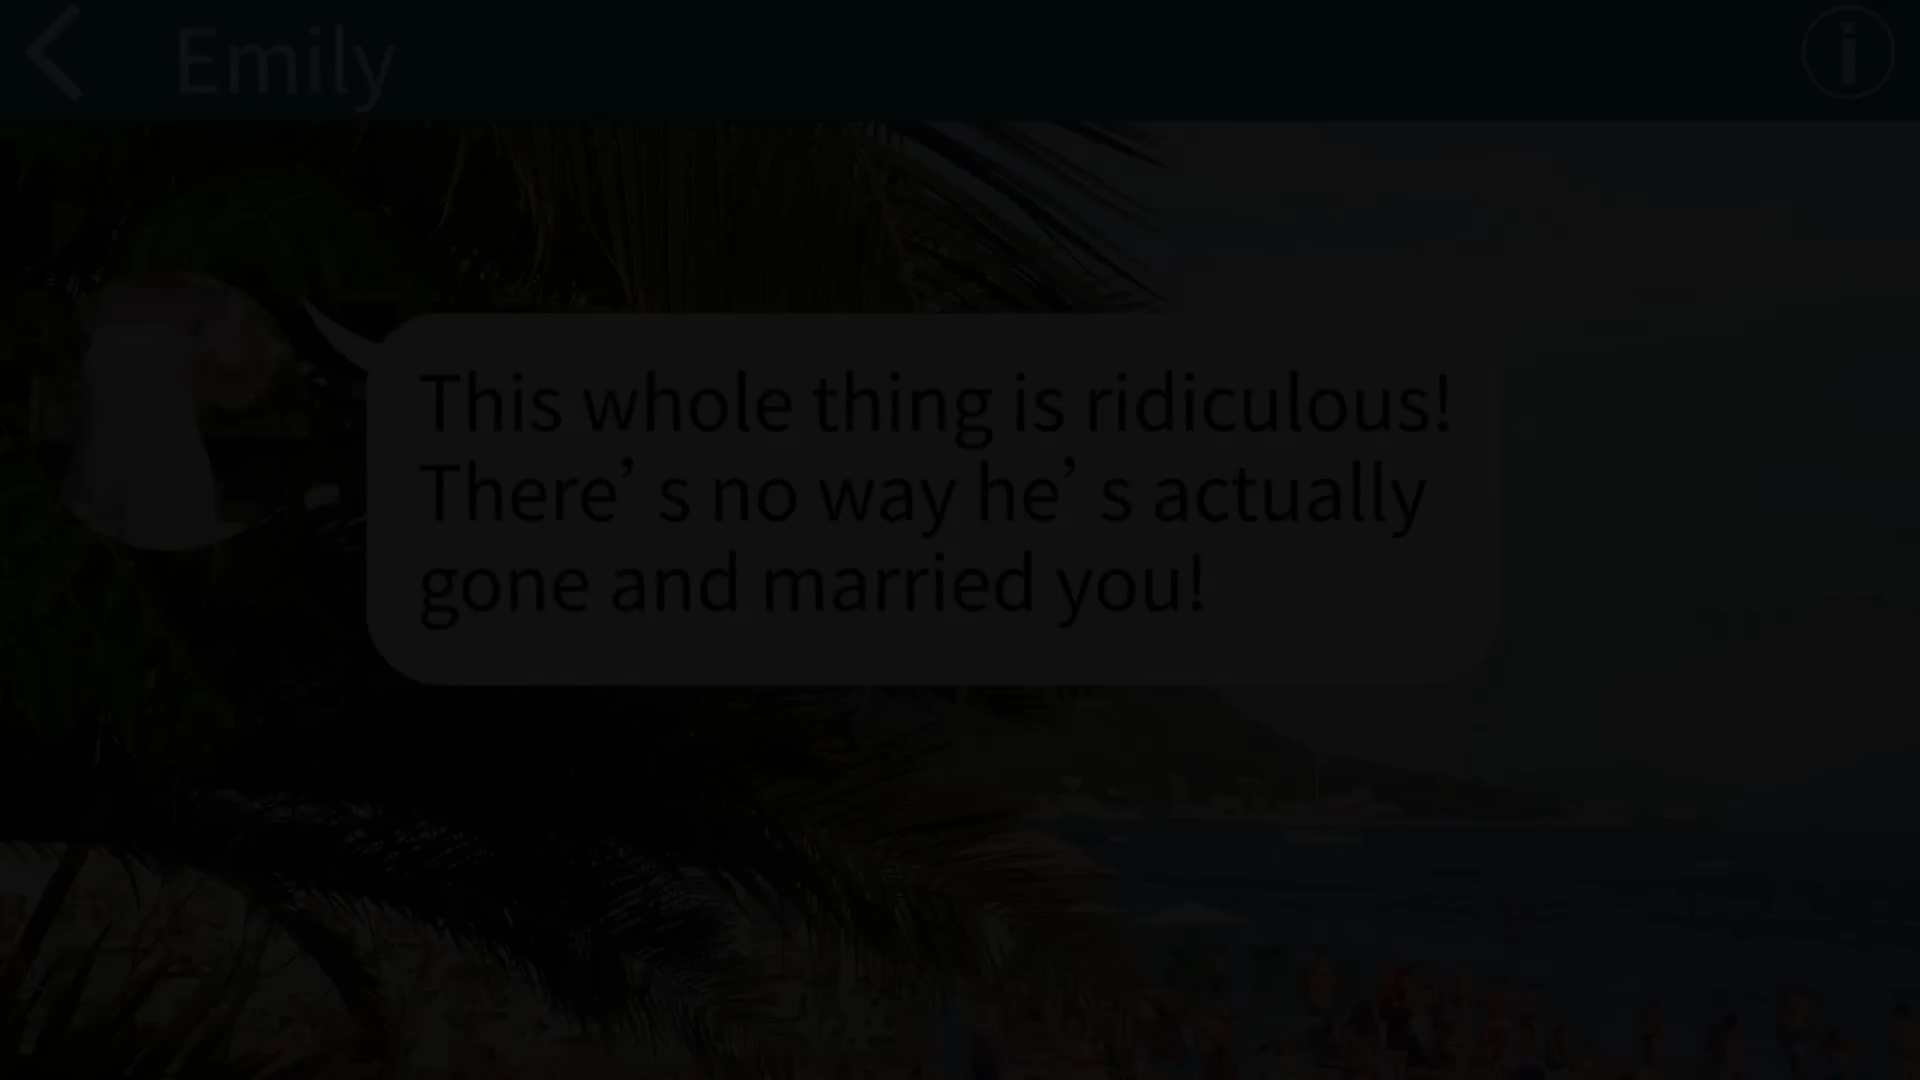 Emily
This whole thing is ridiculous!
There’s no way he’s actually
gone and married you!